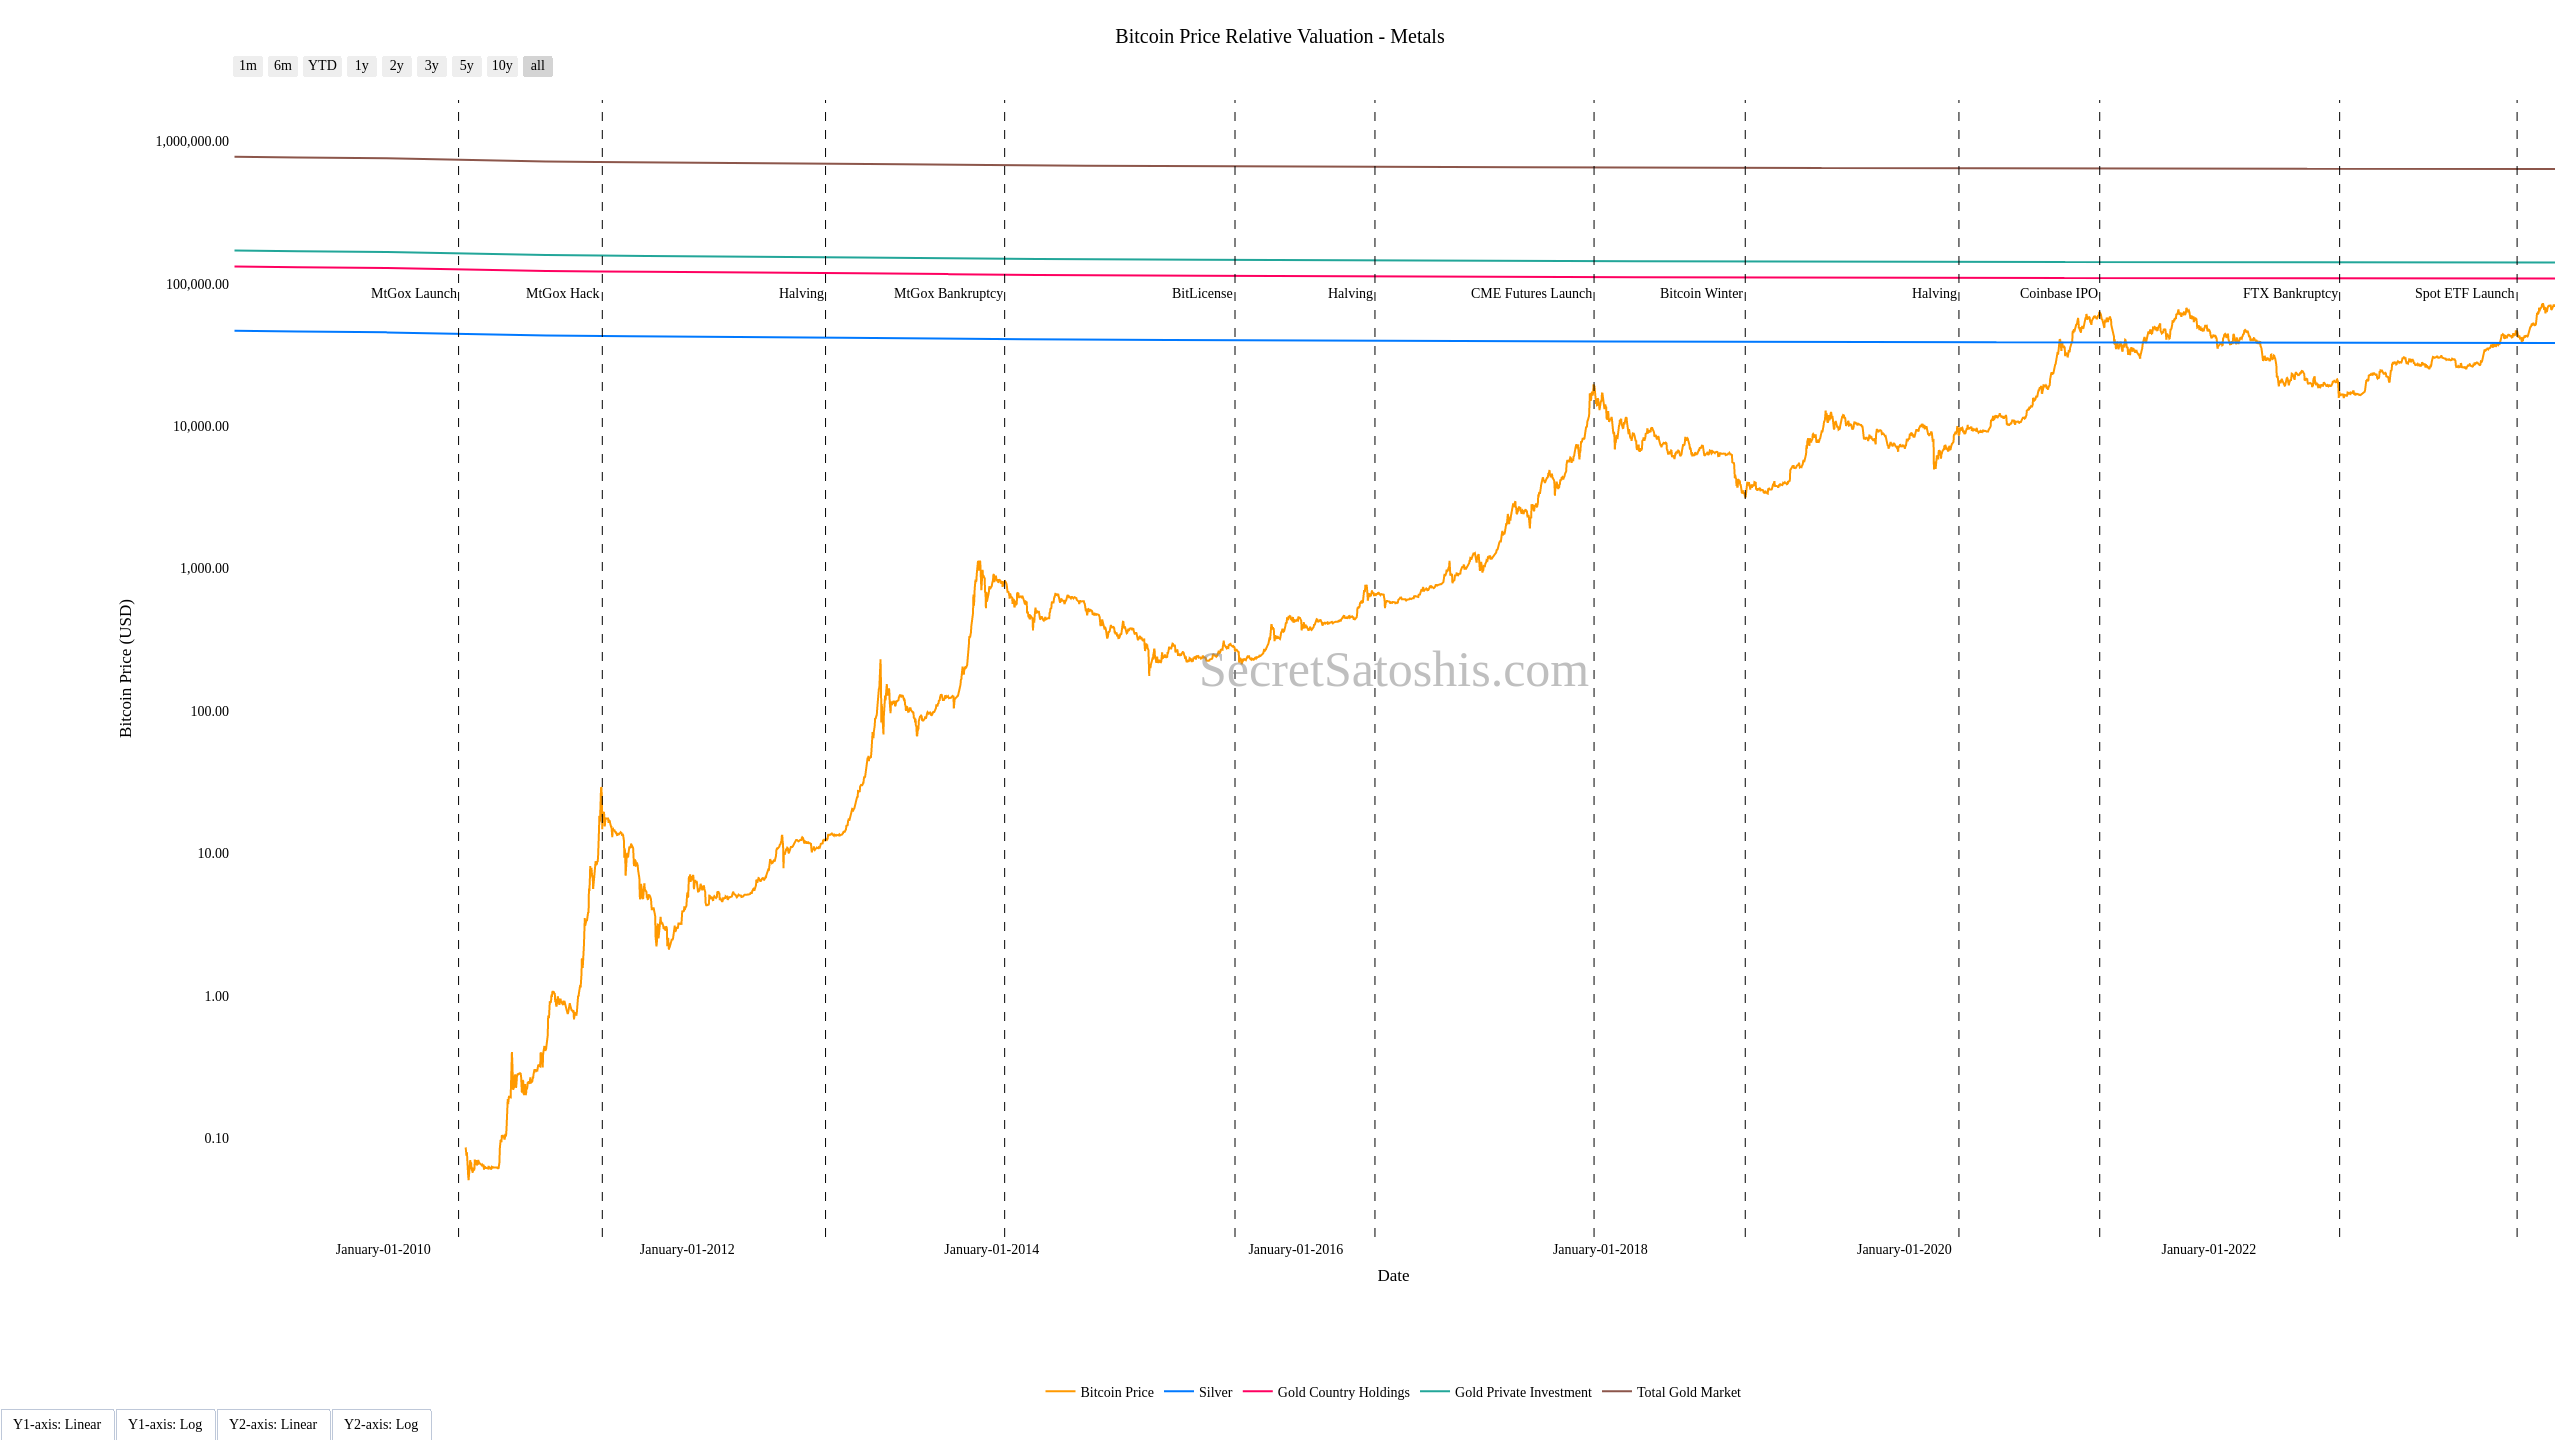 Bitcoin Price Relative Valuation - Metals
1m 6m YTD 1y 2y 3y 5y 10y all
1,000,000.00
100,000.00
MtGox Launch MtGox Hack Halving MtGox Bankruptcy BitLicense Halving CME Futures Launch Bitcoin Winter Halving Coinbase IPO FTX Bankruptcy Spot ETF Launch
10,000.00
1,000.00
Bitcoin Price (USD)
SecretSatoshis.com
100.00
10.00
1.00
0.10
January-01-2010 January-01-2012 January-01-2014 January-01-2016 January-01-2018 January-01-2020 January-01-2022
Date
Bitcoin Price Silver Gold Country Holdings Gold Private Investment Total Gold Market
Y1-axis: Linear Y1-axis: Log Y2-axis: Linear Y2-axis: Log